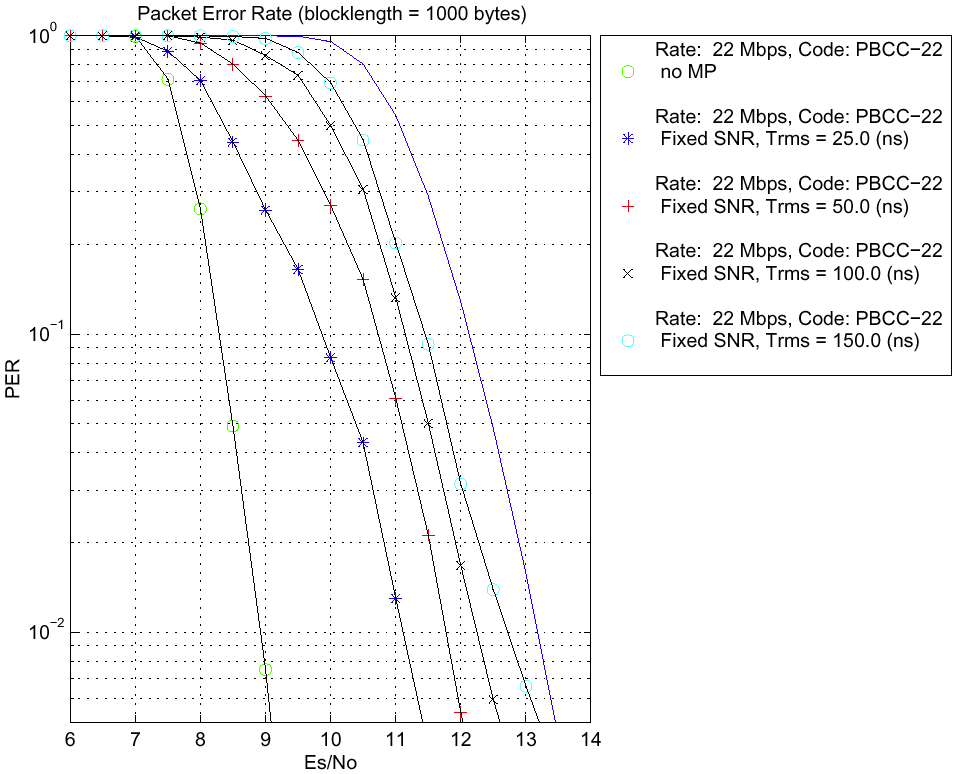 Packet Error Rate (blocklength = 1000 bytes)
10^0
10^−1
10^−2
PER
6 7 8 9 10 11 12 13 14
Es/No
Rate: 22 Mbps, Code: PBCC−22
no MP
Rate: 22 Mbps, Code: PBCC−22
Fixed SNR, Trms = 25.0 (ns)
Rate: 22 Mbps, Code: PBCC−22
Fixed SNR, Trms = 50.0 (ns)
Rate: 22 Mbps, Code: PBCC−22
Fixed SNR, Trms = 100.0 (ns)
Rate: 22 Mbps, Code: PBCC−22
Fixed SNR, Trms = 150.0 (ns)